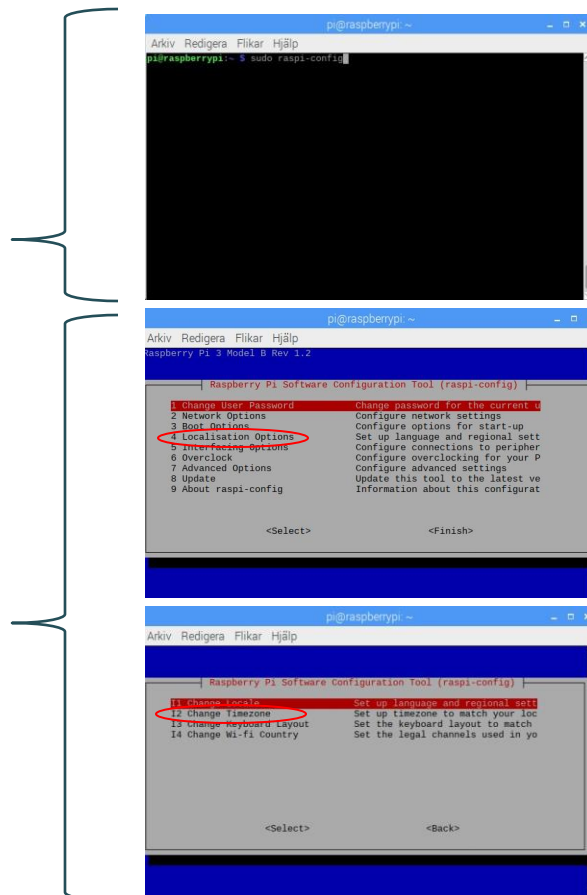 pi@raspberrypi: ~
Arkiv Redigera Flikar Hjälp
pi@raspberrypi:~ $ sudo raspi-config
pi@raspberrypi: ~
Arkiv Redigera Flikar Hjälp
Raspberry Pi 3 Model B Rev 1.2
Raspberry Pi Software Configuration Tool (raspi-config)
1 Change User Password Change password for the current u
2 Network Options Configure network settings
3 Boot Options Configure options for start-up
4 Localisation Options Set up language and regional sett
5 Interfacing Options Configure connections to peripher
6 Overclock Configure overclocking for your P
7 Advanced Options Configure advanced settings
8 Update Update this tool to the latest ve
9 About raspi-config Information about this configurat
<Select> <Finish>
pi@raspberrypi: ~
Arkiv Redigera Flikar Hjälp
Raspberry Pi Software Configuration Tool (raspi-config)
I1 Change Locale Set up language and regional sett
I2 Change Timezone Set up timezone to match your loc
I3 Change Keyboard Layout Set the keyboard layout to match
I4 Change Wi-fi Country Set the legal channels used in yo
<Select> <Back>